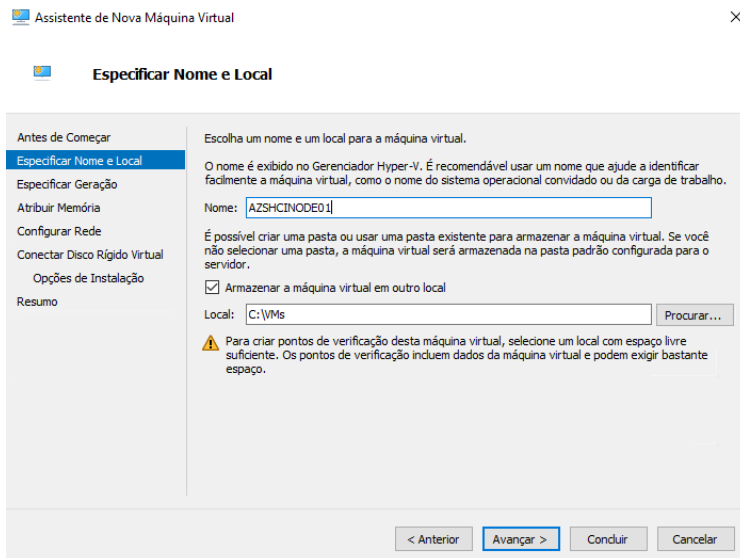 Assistente de Nova Máquina Virtual
Especificar Nome e Local
Antes de Começar
Especificar Nome e Local
Especificar Geração
Atribuir Memória
Configurar Rede
Conectar Disco Rígido Virtual
Opções de Instalação
Resumo
Escolha um nome e um local para a máquina virtual.
O nome é exibido no Gerenciador Hyper-V. É recomendável usar um nome que ajude a identificar
facilmente a máquina virtual, como o nome do sistema operacional convidado ou da carga de trabalho.
Nome: AZSHCINODE01
É possível criar uma pasta ou usar uma pasta existente para armazenar a máquina virtual. Se você
não selecionar uma pasta, a máquina virtual será armazenada na pasta padrão configurada para o
servidor.
Armazenar a máquina virtual em outro local
Local: C:\VMs Procurar...
Para criar pontos de verificação desta máquina virtual, selecione um local com espaço livre
suficiente. Os pontos de verificação incluem dados da máquina virtual e podem exigir bastante
espaço.
< Anterior Avançar > Concluir Cancelar